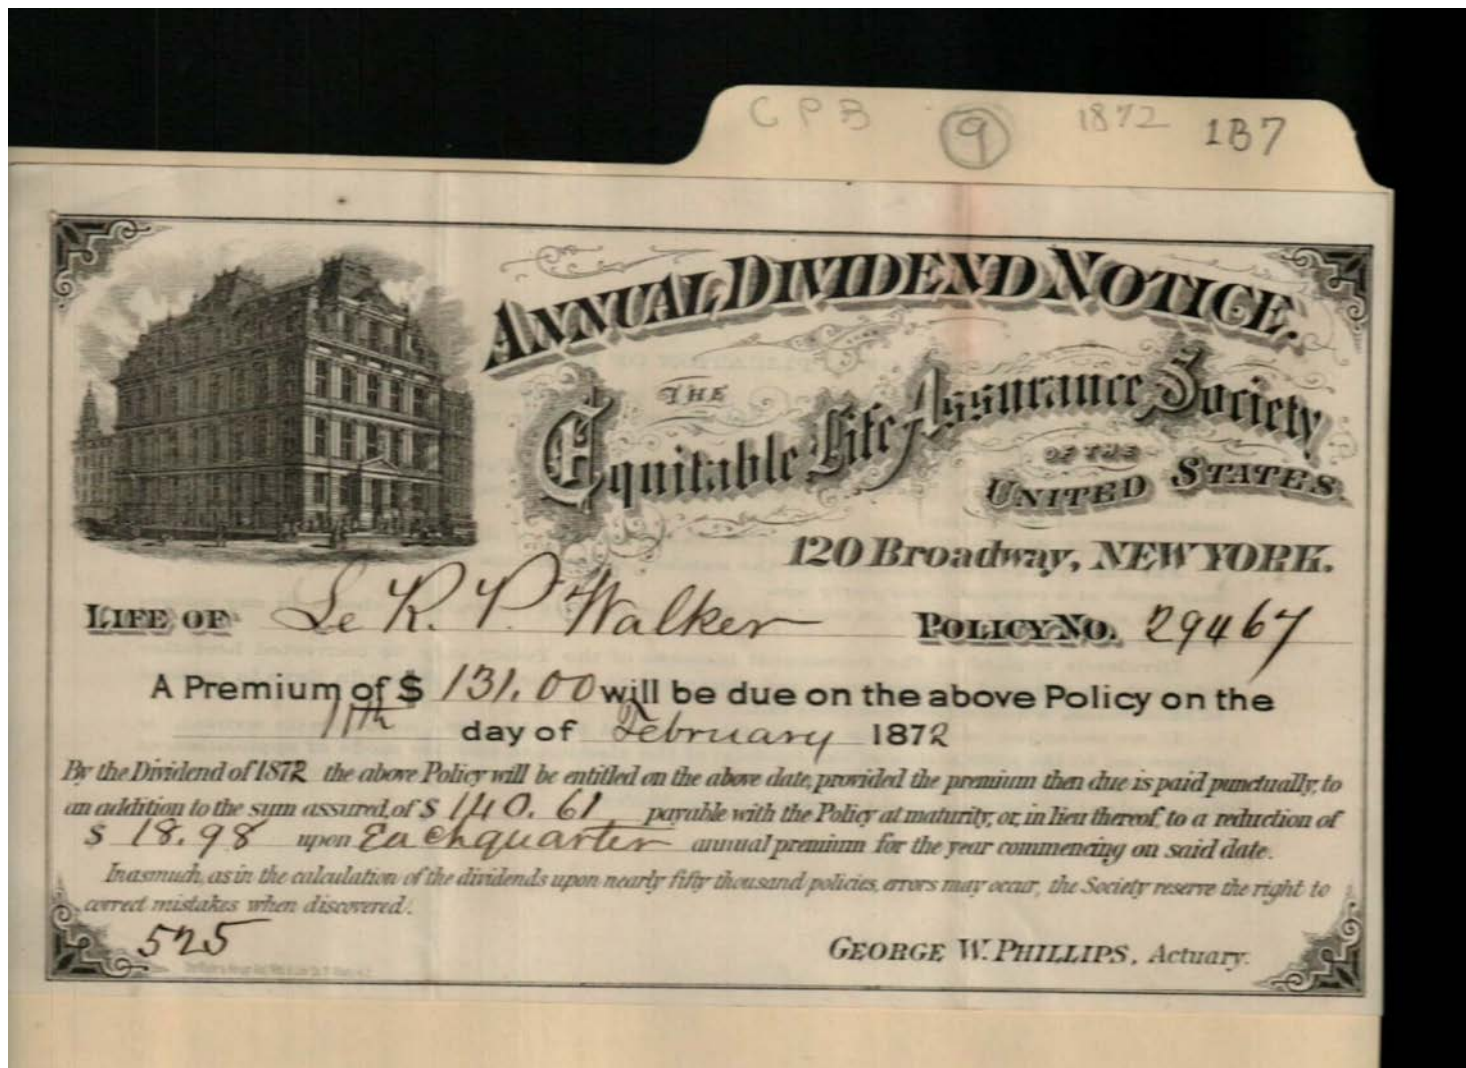 CPB 9 1872 1B7
ANNUAL DIVIDEND NOTICE.
THE
Equitable Life Assurance Society
OF THE
UNITED STATES
120 Broadway, NEW YORK.
LIFE OF Le R. P. Walker POLICY NO. 29467
A Premium of $ 131.00 will be due on the above Policy on the
11th day of February 1872
By the Dividend of 1872 the above Policy will be entitled on the above date, provided the premium then due is paid punctually, to
an addition to the sum assured, of $ 140.61 payable with the Policy at maturity, or, in lieu thereof, to a reduction of
$ 18.98 upon Each quarter annual premium for the year commencing on said date.
Inasmuch, as in the calculation of the dividends upon nearly fifty thousand policies, errors may occur, the Society reserve the right to
correct mistakes when discovered.
525
GEORGE W. PHILLIPS, Actuary.